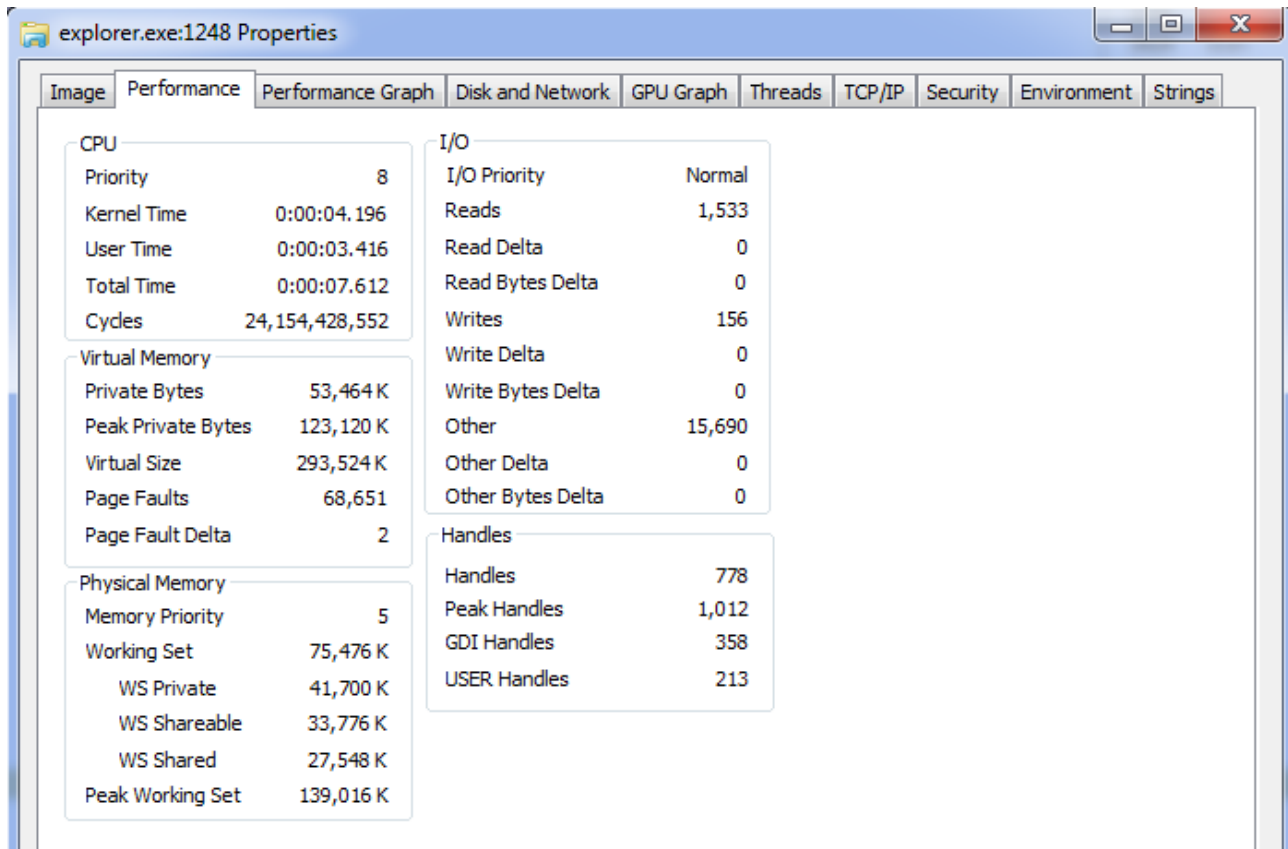 explorer.exe:1248 Properties
Image Performance Performance Graph Disk and Network GPU Graph Threads TCP/IP Security Environment Strings
CPU
Priority 8
Kernel Time 0:00:04.196
User Time 0:00:03.416
Total Time 0:00:07.612
Cycles 24,154,428,552
Virtual Memory
Private Bytes 53,464 K
Peak Private Bytes 123,120 K
Virtual Size 293,524 K
Page Faults 68,651
Page Fault Delta 2
Physical Memory
Memory Priority 5
Working Set 75,476 K
WS Private 41,700 K
WS Shareable 33,776 K
WS Shared 27,548 K
Peak Working Set 139,016 K
I/O
I/O Priority Normal
Reads 1,533
Read Delta 0
Read Bytes Delta 0
Writes 156
Write Delta 0
Write Bytes Delta 0
Other 15,690
Other Delta 0
Other Bytes Delta 0
Handles
Handles 778
Peak Handles 1,012
GDI Handles 358
USER Handles 213